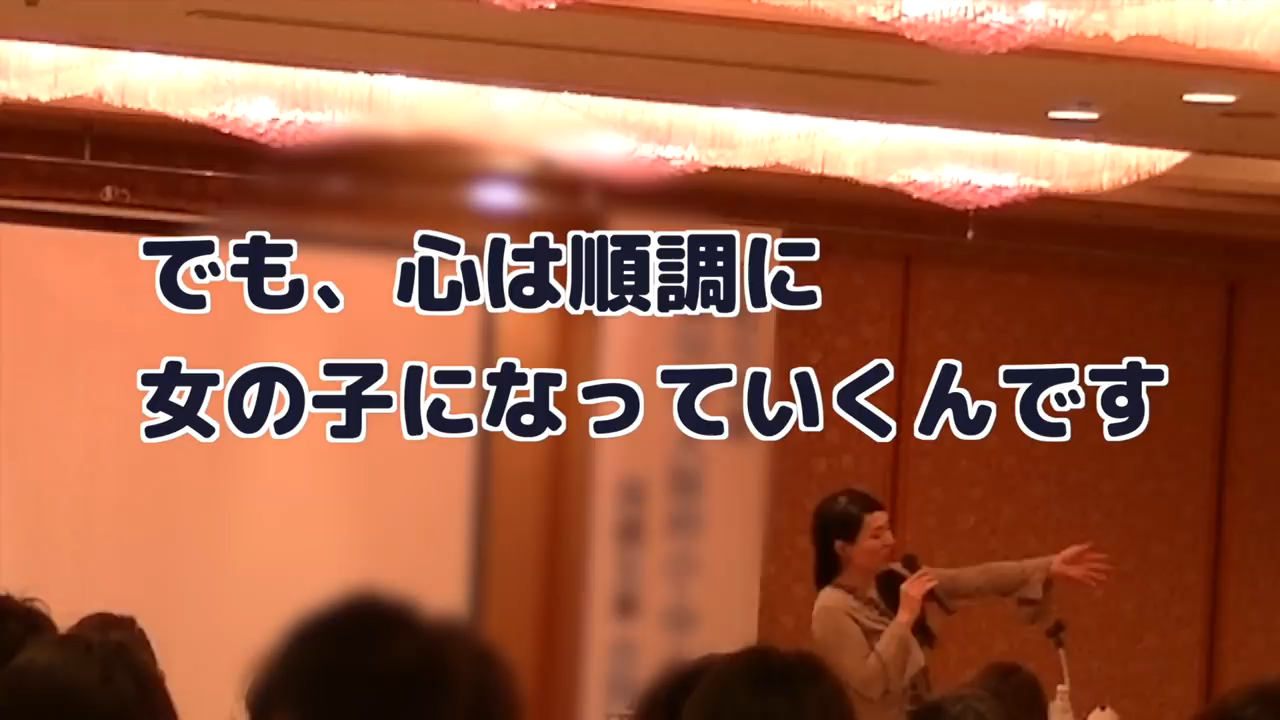 でも、心は順調に
女の子になっていくんです